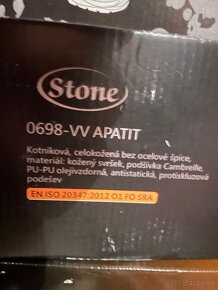 Stone
0698-VV APATIT
Kotníková, celokožená bez ocelové špice,
materiál: kožený svršek, podšívka Cambrelle,
PU-PU olejivzdorná, antistatická, protiskluzová
podešev
EN ISO 20347:2012 O1 FO SRA